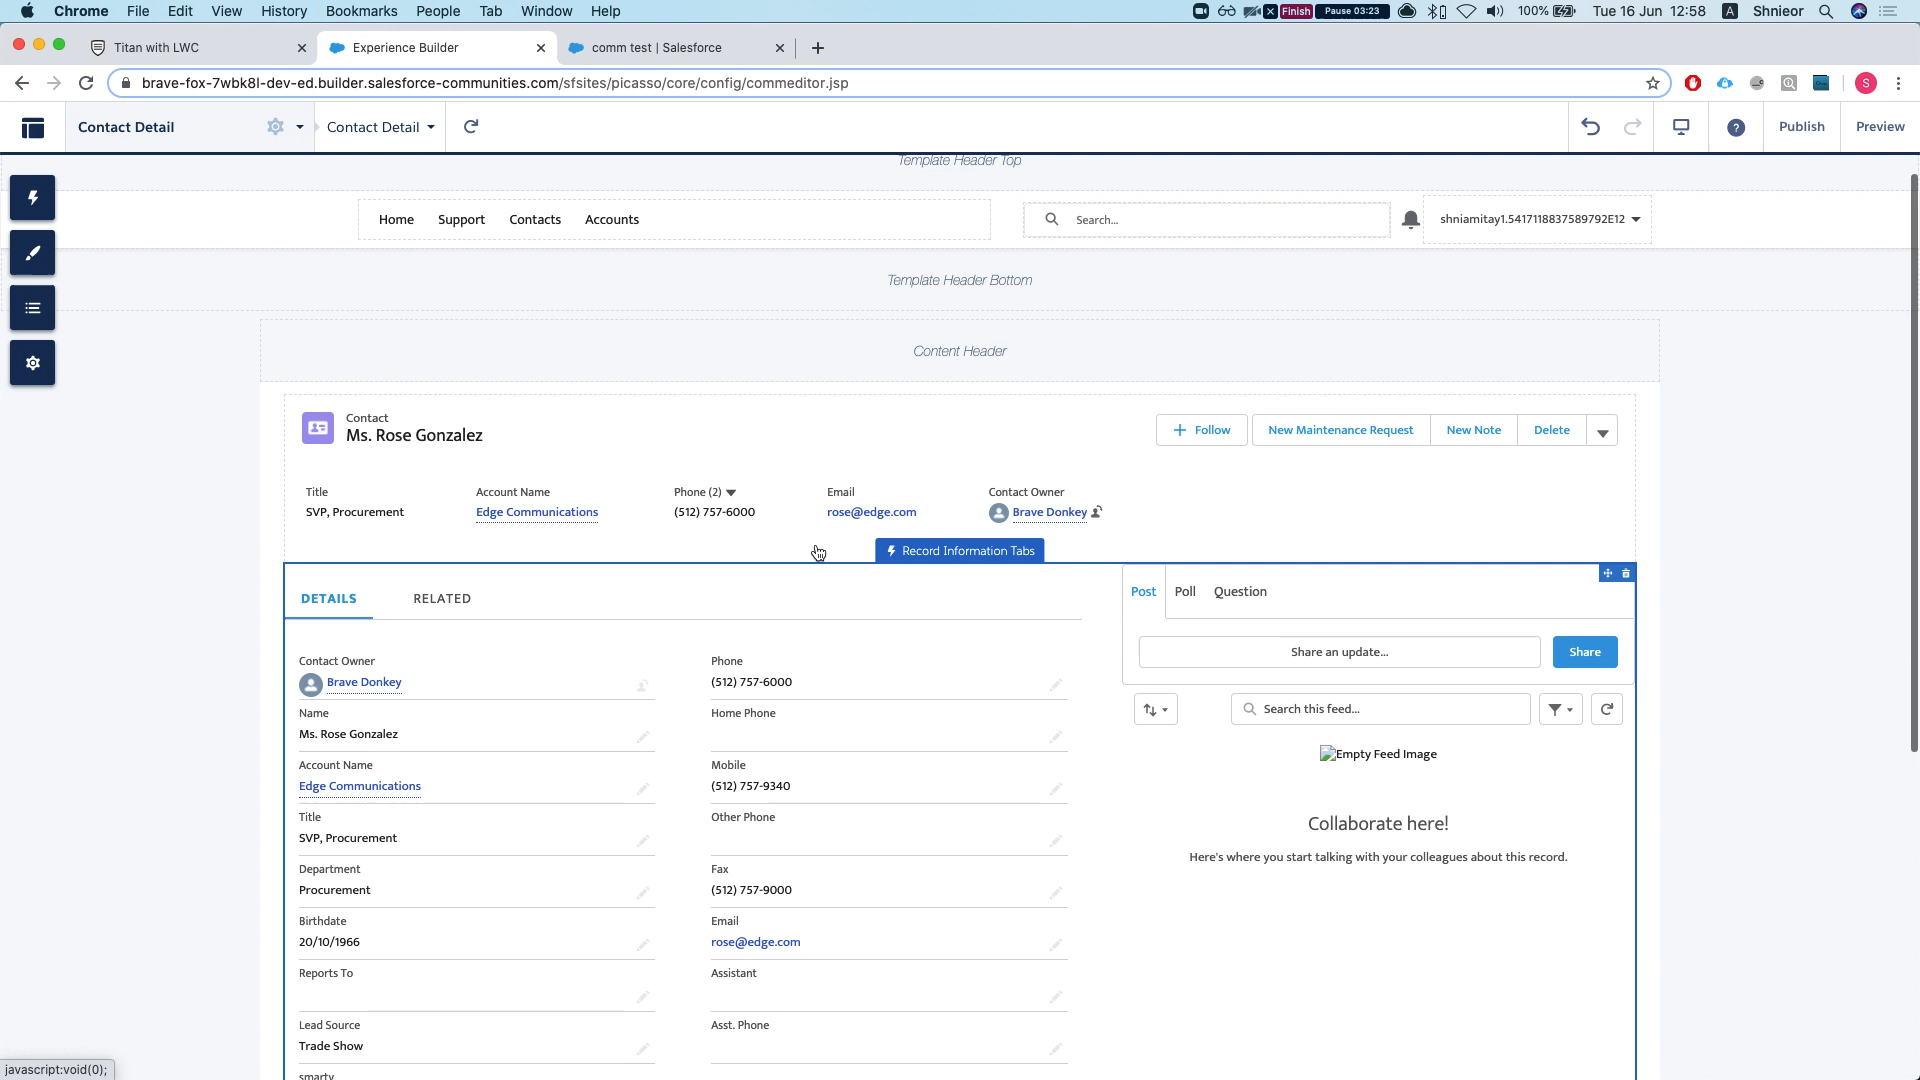 Chrome File Edit View History Bookmarks People Tab Window Help
Finish Pause 03:23 100% Tue 16 Jun 12:58 A Shnieor
Titan with LWC Experience Builder comm test | Salesforce
brave-fox-7wbk8l-dev-ed.builder.salesforce-communities.com/sfsites/picasso/core/config/commeditor.jsp S
Contact Detail Contact Detail ? Publish Preview
Template Header Top
Home Support Contacts Accounts Search... shniamitay1.5417118837589792E12
Template Header Bottom
Content Header
Contact
Ms. Rose Gonzalez
Follow New Maintenance Request New Note Delete
Title Account Name Phone (2) Email Contact Owner
SVP, Procurement Edge Communications (512) 757-6000 rose@edge.com Brave Donkey
Record Information Tabs
DETAILS RELATED
Contact Owner
Brave Donkey
Name
Ms. Rose Gonzalez
Account Name
Edge Communications
Title
SVP, Procurement
Department
Procurement
Birthdate
20/10/1966
Reports To
Lead Source
Trade Show
smarty
Phone
(512) 757-6000
Home Phone
Mobile
(512) 757-9340
Other Phone
Fax
(512) 757-9000
Email
rose@edge.com
Assistant
Asst. Phone
Post Poll Question
Share an update... Share
Search this feed...
Empty Feed Image
Collaborate here!
Here's where you start talking with your colleagues about this record.
javascript:void(0);